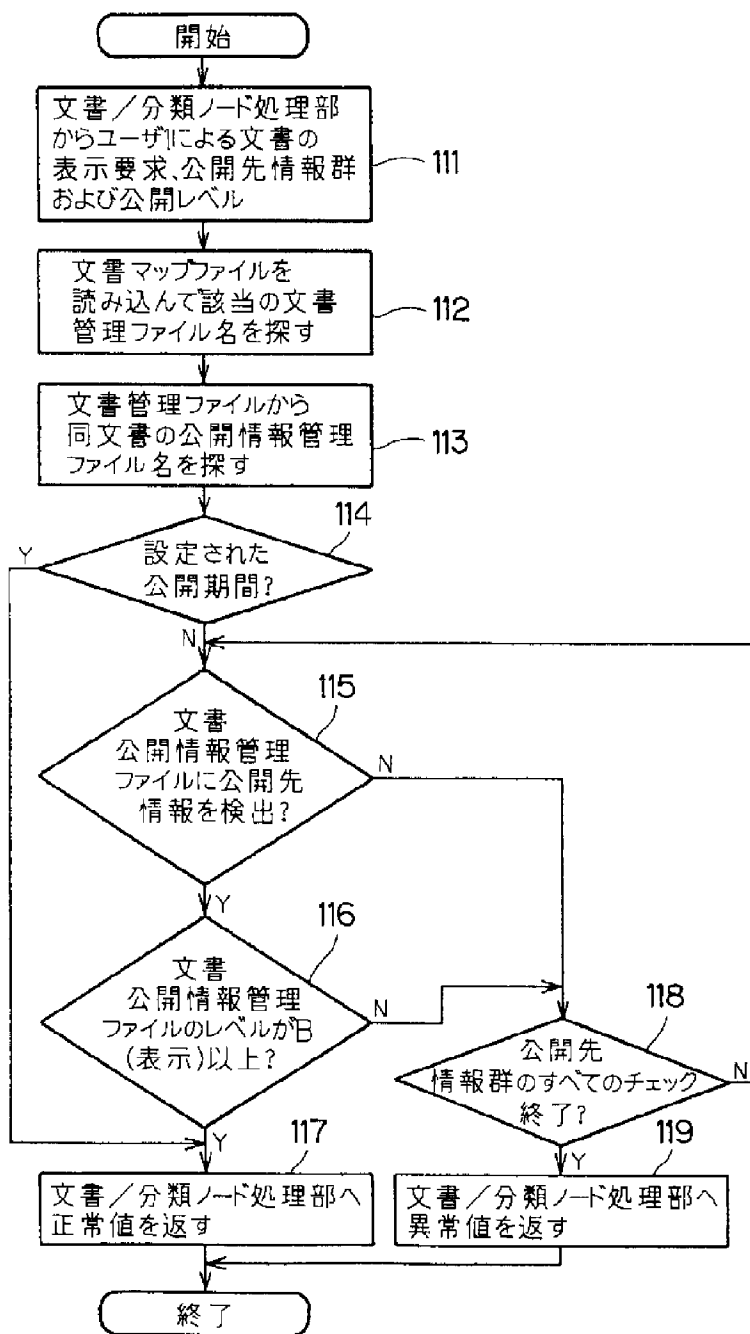 開始
文書／分類ノード処理部
からユーザ1による文書の
表示要求、公開先情報群
および公開レベル
111
文書マップファイルを
読み込んで該当の文書
管理ファイル名を探す
112
文書管理ファイルから
同文書の公開情報管理
ファイル名を探す
113
114
設定された
公開期間?
Y
N
115
文書
公開情報管理
ファイルに公開先
情報を検出?
N
Y
116
文書
公開情報管理
ファイルのレベルがB
(表示)以上?
N
Y
118
公開先
情報群のすべてのチェック
終了?
N
Y
117
文書／分類ノード処理部へ
正常値を返す
119
文書／分類ノード処理部へ
異常値を返す
終了